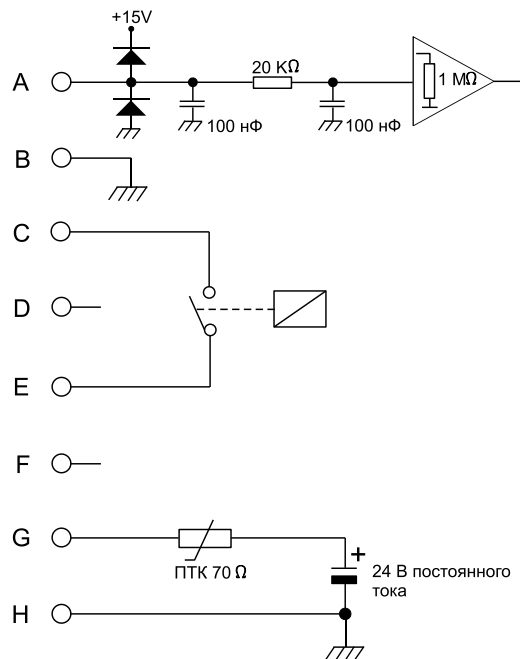 +15V
A
20 KΩ
1 MΩ
100 нФ
100 нФ
B
C
D
E
F
G
ПТК 70 Ω
+
24 В постоянного
тока
H